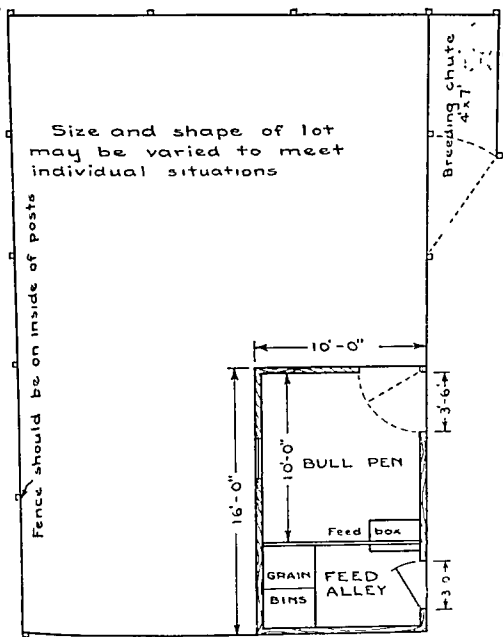 Size and shape of lot
may be varied to meet
individual situations
Breeding chute
4'x7'
Fence should be on inside of posts
10'-0"
16'-0"
10'-0"
3'-6"
BULL PEN
Feed box
GRAIN
BINS
FEED
ALLEY
3'0